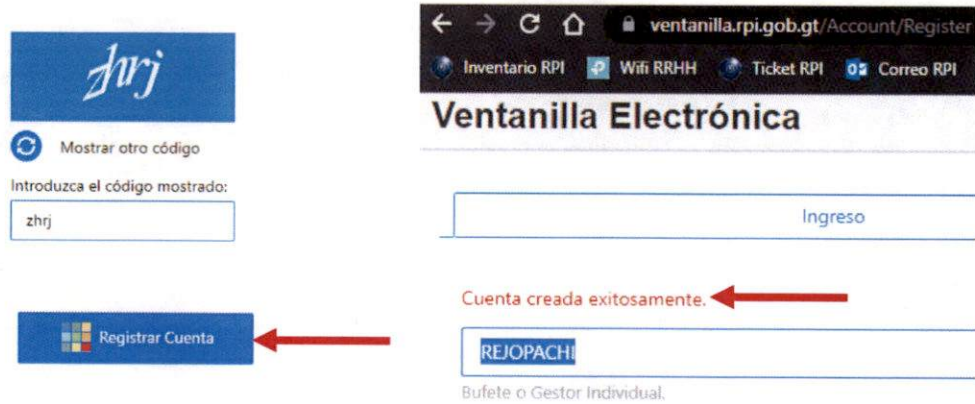 zhrj
Mostrar otro código
Introduzca el código mostrado:
zhrj
Registrar Cuenta
ventanilla.rpi.gob.gt/Account/Register
Inventario RPI Wifi RRHH Ticket RPI Correo RPI
Ventanilla Electrónica
Ingreso
Cuenta creada exitosamente.
REJOPACHI
Bufete o Gestor Individual.